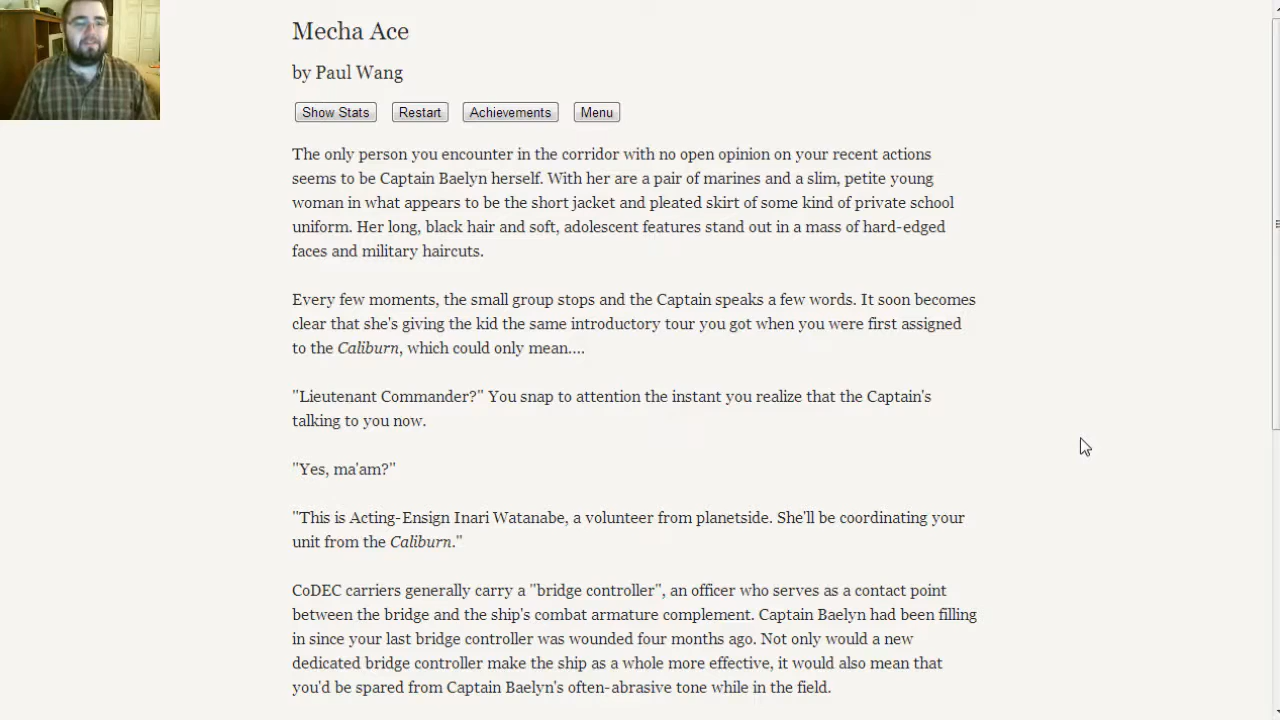 Mecha Ace
by Paul Wang
Show Stats Restart Achievements Menu
The only person you encounter in the corridor with no open opinion on your recent actions
seems to be Captain Baelyn herself. With her are a pair of marines and a slim, petite young
woman in what appears to be the short jacket and pleated skirt of some kind of private school
uniform. Her long, black hair and soft, adolescent features stand out in a mass of hard-edged
faces and military haircuts.
Every few moments, the small group stops and the Captain speaks a few words. It soon becomes
clear that she's giving the kid the same introductory tour you got when you were first assigned
to the Caliburn, which could only mean....
"Lieutenant Commander?" You snap to attention the instant you realize that the Captain's
talking to you now.
"Yes, ma'am?"
"This is Acting-Ensign Inari Watanabe, a volunteer from planetside. She'll be coordinating your
unit from the Caliburn."
CoDEC carriers generally carry a "bridge controller", an officer who serves as a contact point
between the bridge and the ship's combat armature complement. Captain Baelyn had been filling
in since your last bridge controller was wounded four months ago. Not only would a new
dedicated bridge controller make the ship as a whole more effective, it would also mean that
you'd be spared from Captain Baelyn's often-abrasive tone while in the field.